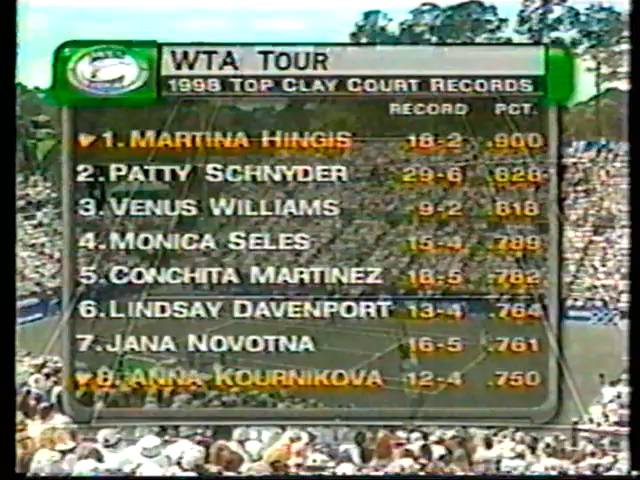 WTA TOUR
1998 TOP CLAY COURT RECORDS
RECORD PCT.
1. MARTINA HINGIS 18-2 .900
2. PATTY SCHNYDER 29-6 .828
3. VENUS WILLIAMS 9-2 .818
4. MONICA SELES 15-4 .789
5. CONCHITA MARTINEZ 18-5 .782
6. LINDSAY DAVENPORT 13-4 .764
7. JANA NOVOTNA 16-5 .761
8. ANNA KOURNIKOVA 12-4 .750